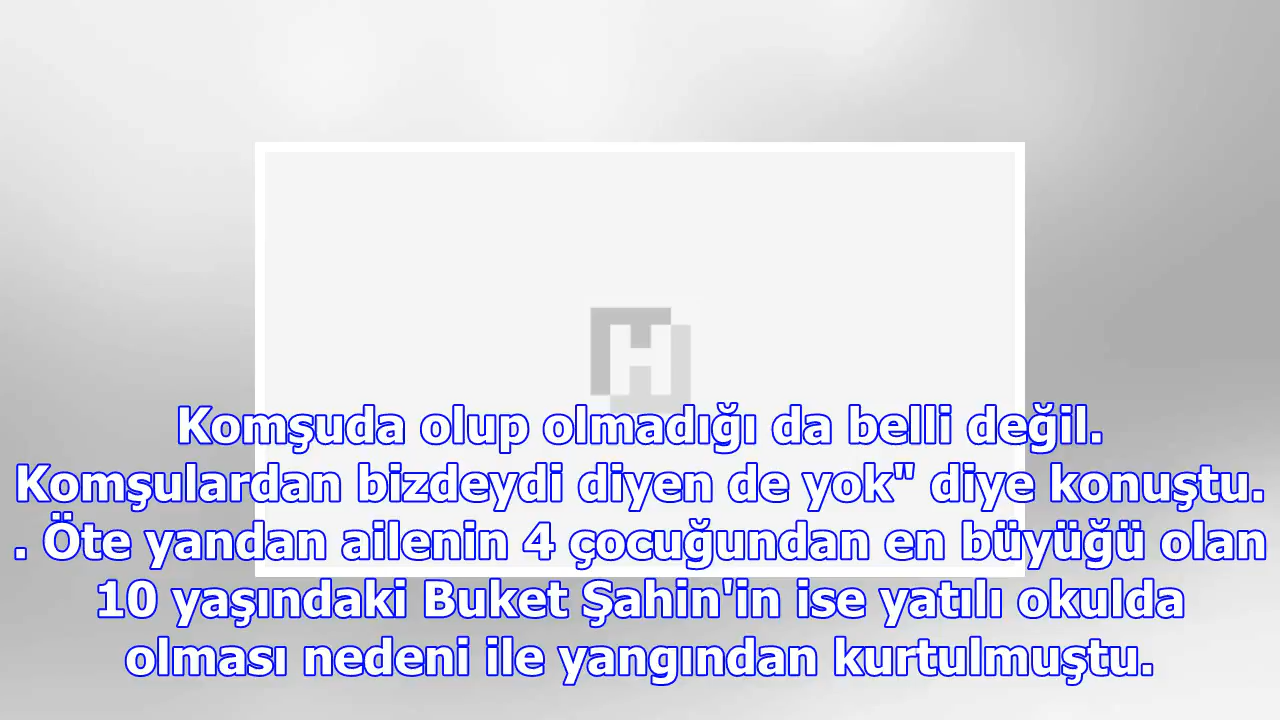 H
Komşuda olup olmadığı da belli değil.
Komşulardan bizdeydi diyen de yok" diye konuştu.
. Öte yandan ailenin 4 çocuğundan en büyüğü olan
10 yaşındaki Buket Şahin'in ise yatılı okulda
olması nedeni ile yangından kurtulmuştu.